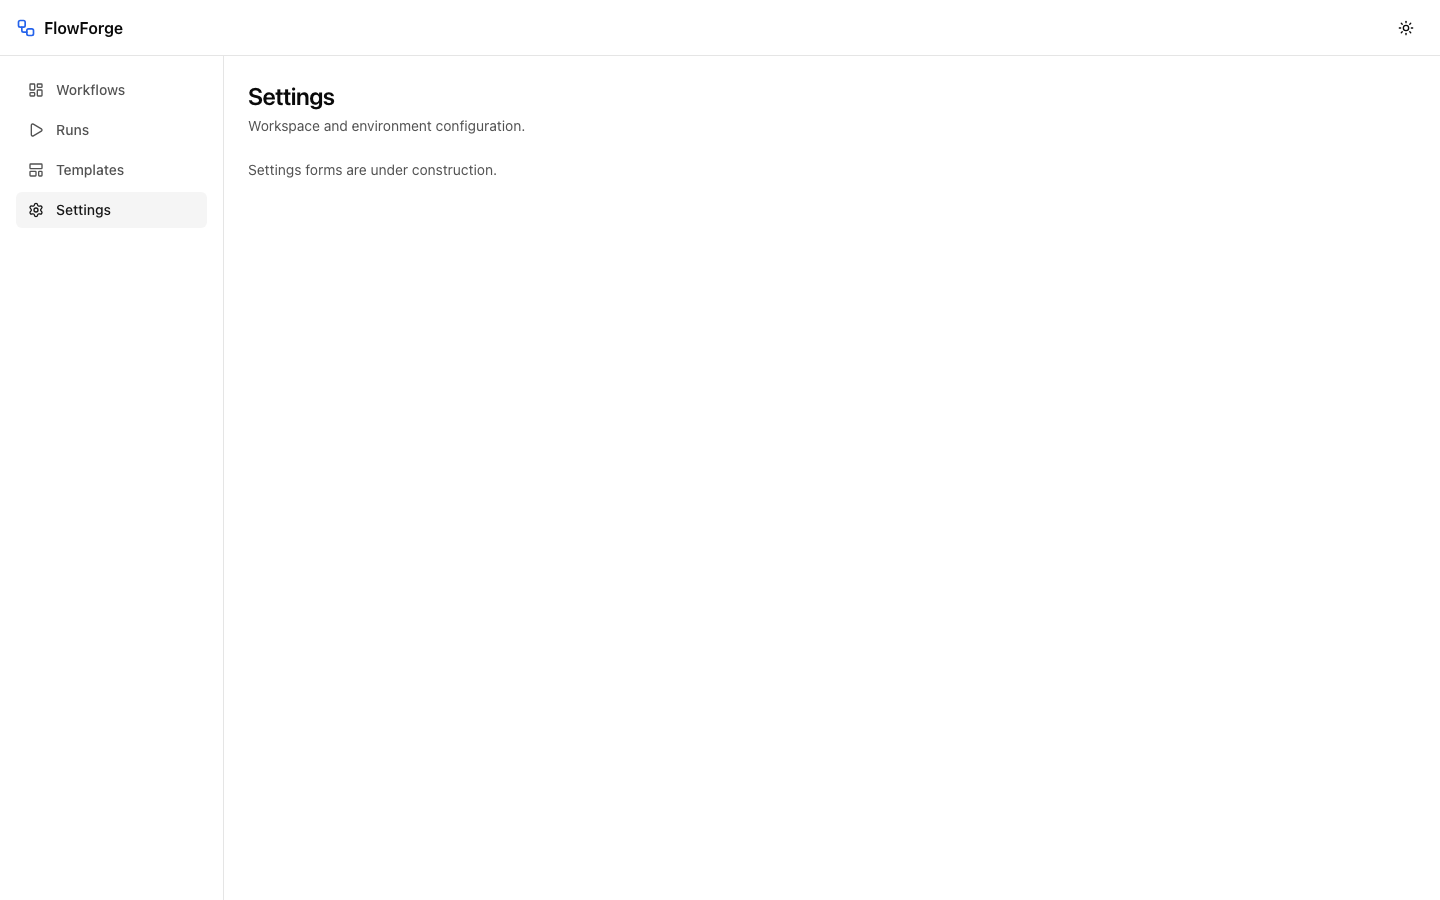 FlowForge
Workflows
Runs
Templates
Settings
Settings
Workspace and environment configuration.
Settings forms are under construction.